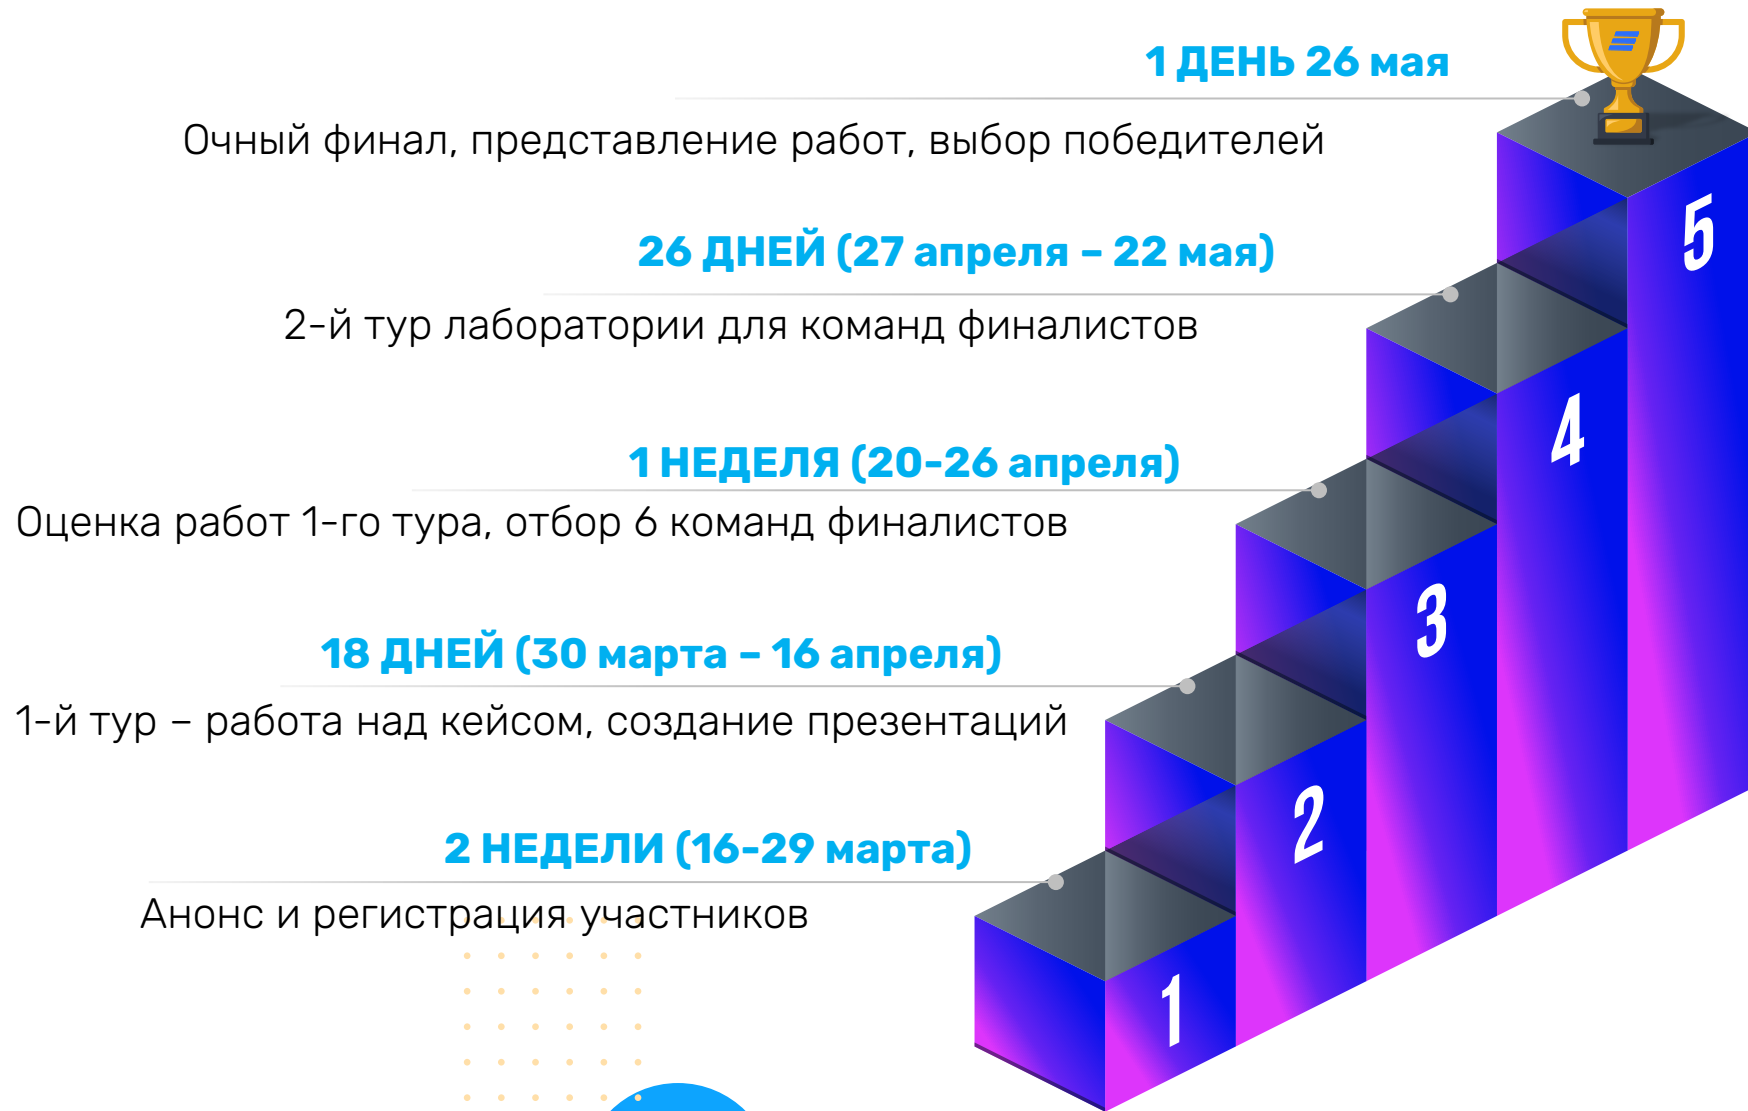 1 ДЕНЬ 26 мая
Очный финал, представление работ, выбор победителей
5
26 ДНЕЙ (27 апреля – 22 мая)
2-й тур лаборатории для команд финалистов
4
1 НЕДЕЛЯ (20-26 апреля)
Оценка работ 1-го тура, отбор 6 команд финалистов
3
18 ДНЕЙ (30 марта – 16 апреля)
1-й тур – работа над кейсом, создание презентаций
2
2 НЕДЕЛИ (16-29 марта)
Анонс и регистрация участников
1